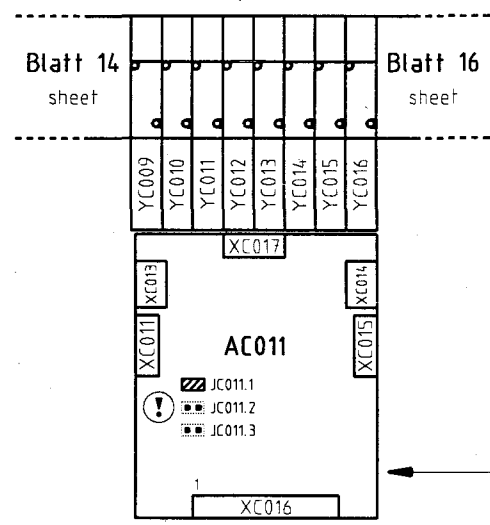 Blatt 14
sheet
Blatt 16
sheet
YC009
YC010
YC011
YC012
YC013
YC014
YC015
YC016
XC017
XC013
XC014
XC011
XC015
AC011
JC011.1
! JC011.2
JC011.3
1
XC016